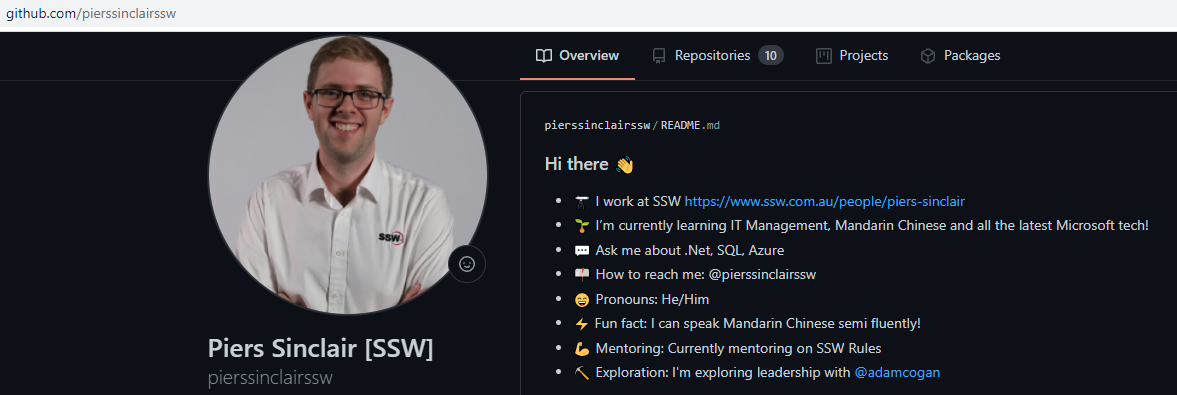 github.com/pierssinclairssw
Overview
Repositories 10
Projects
Packages
SSW
pierssinclairssw/README.md
Hi there 👋
🔭 I work at SSW https://www.ssw.com.au/people/piers-sinclair
🌱 I’m currently learning IT Management, Mandarin Chinese and all the latest Microsoft tech!
💬 Ask me about .Net, SQL, Azure
📫 How to reach me: @pierssinclairssw
😄 Pronouns: He/Him
⚡ Fun fact: I can speak Mandarin Chinese semi fluently!
💪 Mentoring: Currently mentoring on SSW Rules
⛏ Exploration: I'm exploring leadership with @adamcogan
Piers Sinclair [SSW]
pierssinclairssw